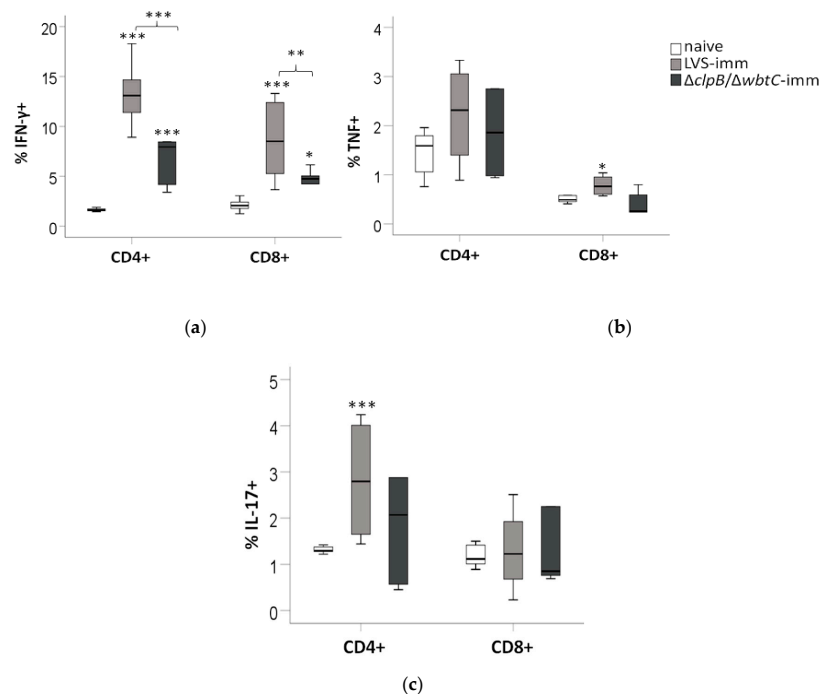 ***
20
***
**
15
***
10
***
*
5
0
% IFN-γ+
CD4+
CD8+
(a)
4
3
2
*
1
0
% TNF+
CD4+
CD8+
(b)
naive
LVS-imm
ΔclpB/ΔwbtC-imm
5
***
4
3
2
1
0
% IL-17+
CD4+
CD8+
(c)